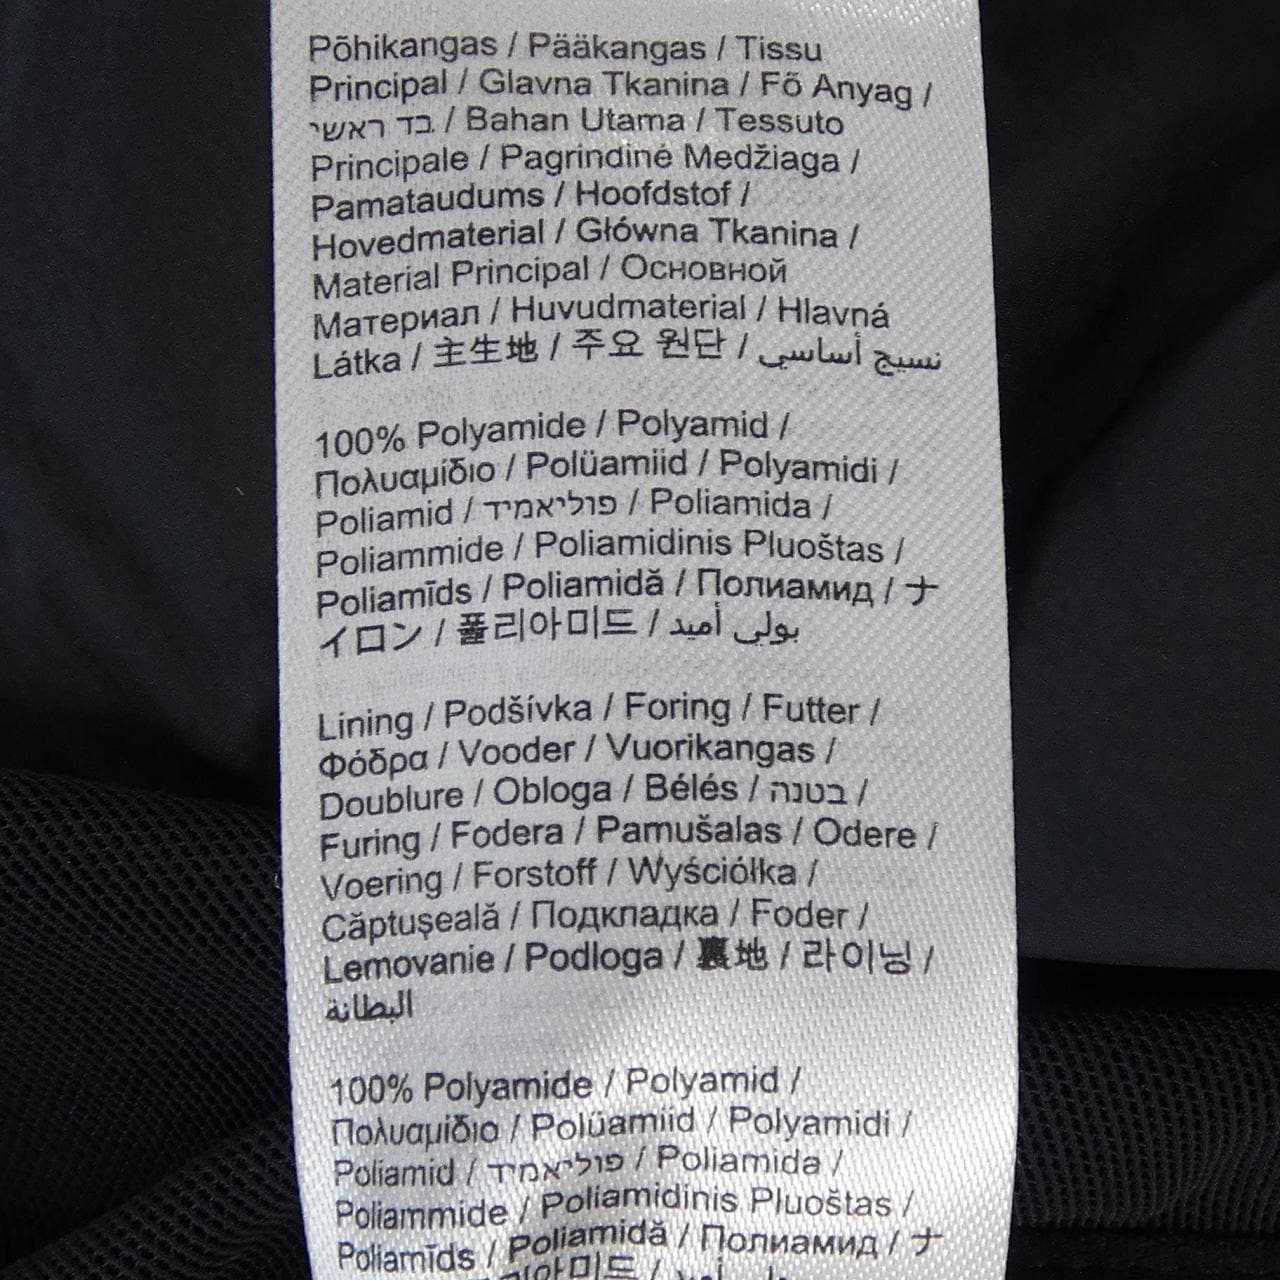 Põhikangas / Pääkangas / Tissu
Principal / Glavna Tkanina / Fő Anyag /
בד ראשי / Bahan Utama / Tessuto
Principale / Pagrindinė Medžiaga /
Pamataudums / Hoofdstof /
Hovedmaterial / Główna Tkanina /
Material Principal / Основной
Материал / Huvudmaterial / Hlavná
Látka / 主生地 / 주요 원단 / نسيج أساسي
100% Polyamide / Polyamid /
Πολυαμίδιο / Polüamiid / Polyamidi /
Poliamid / פוליאמיד / Poliamida /
Poliammide / Poliamidinis Pluoštas /
Poliamīds / Poliamidă / Полиамид / ナ
イロン / 폴리아미드 / بولي أميد
Lining / Podšívka / Foring / Futter /
Φόδρα / Vooder / Vuorikangas /
Doublure / Obloga / Bélés / בטנה /
Furing / Fodera / Pamušalas / Odere /
Voering / Forstoff / Wyściółka /
Căptușeală / Подкладка / Foder /
Lemovanie / Podloga / 裏地 / 라이닝 /
البطانة
100% Polyamide / Polyamid /
Πολυαμίδιο / Polüamiid / Polyamidi /
Poliamid / פוליאמיד / Poliamida /
Poliammide / Poliamidinis Pluoštas /
Poliamīds / Poliamidă / Полиамид / ナ